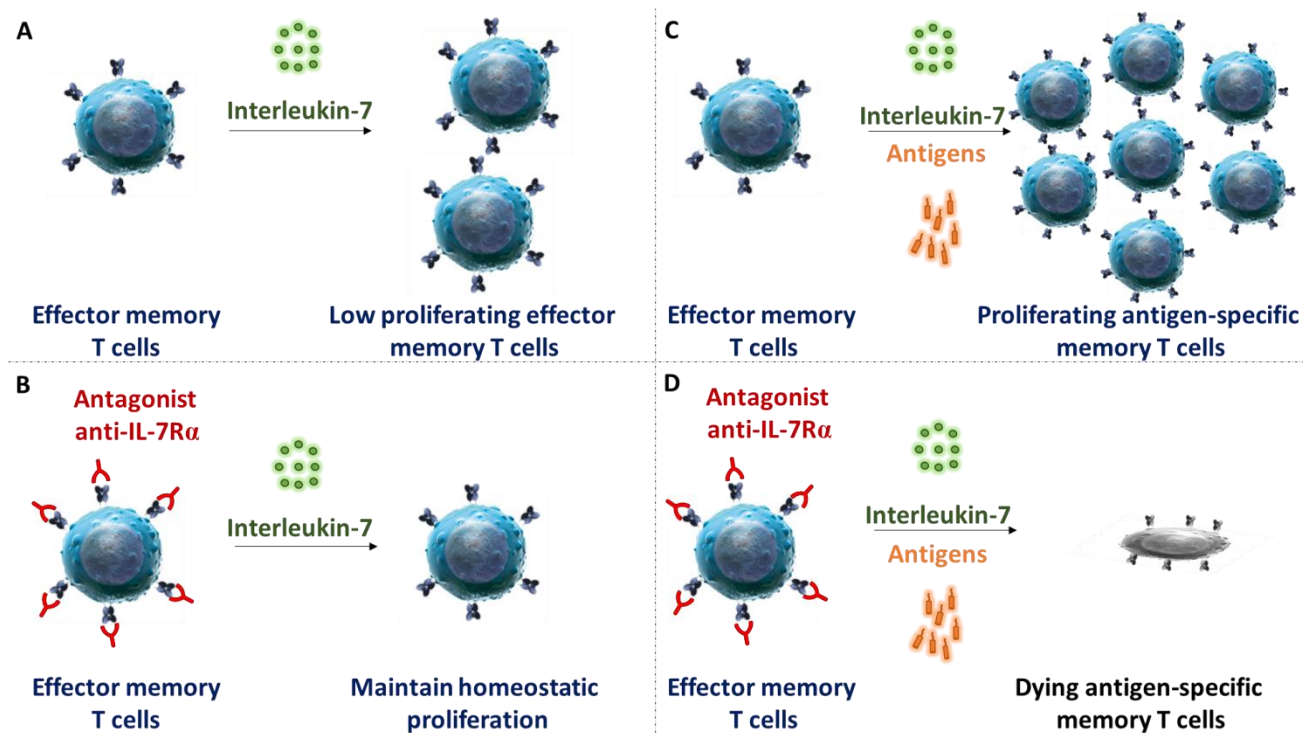 A
Interleukin-7
Effector memory
T cells
Low proliferating effector
memory T cells
C
Interleukin-7
Antigens
Effector memory
T cells
Proliferating antigen-specific
memory T cells
B
Antagonist
anti-IL-7Rα
Interleukin-7
Effector memory
T cells
Maintain homeostatic
proliferation
D
Antagonist
anti-IL-7Rα
Interleukin-7
Antigens
Effector memory
T cells
Dying antigen-specific
memory T cells